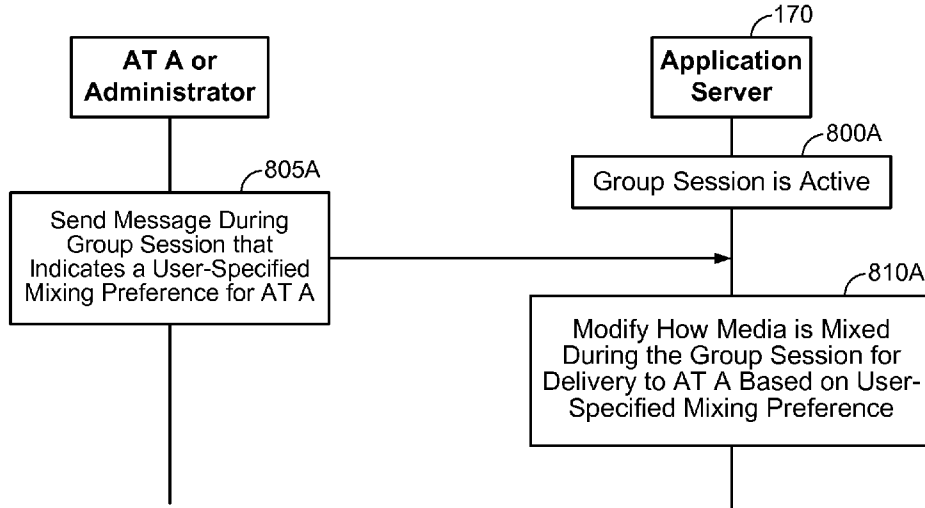 170
AT A or
Administrator
Application
Server
800A
Group Session is Active
805A
Send Message During
Group Session that
Indicates a User-Specified
Mixing Preference for AT A
810A
Modify How Media is Mixed
During the Group Session for
Delivery to AT A Based on User-
Specified Mixing Preference